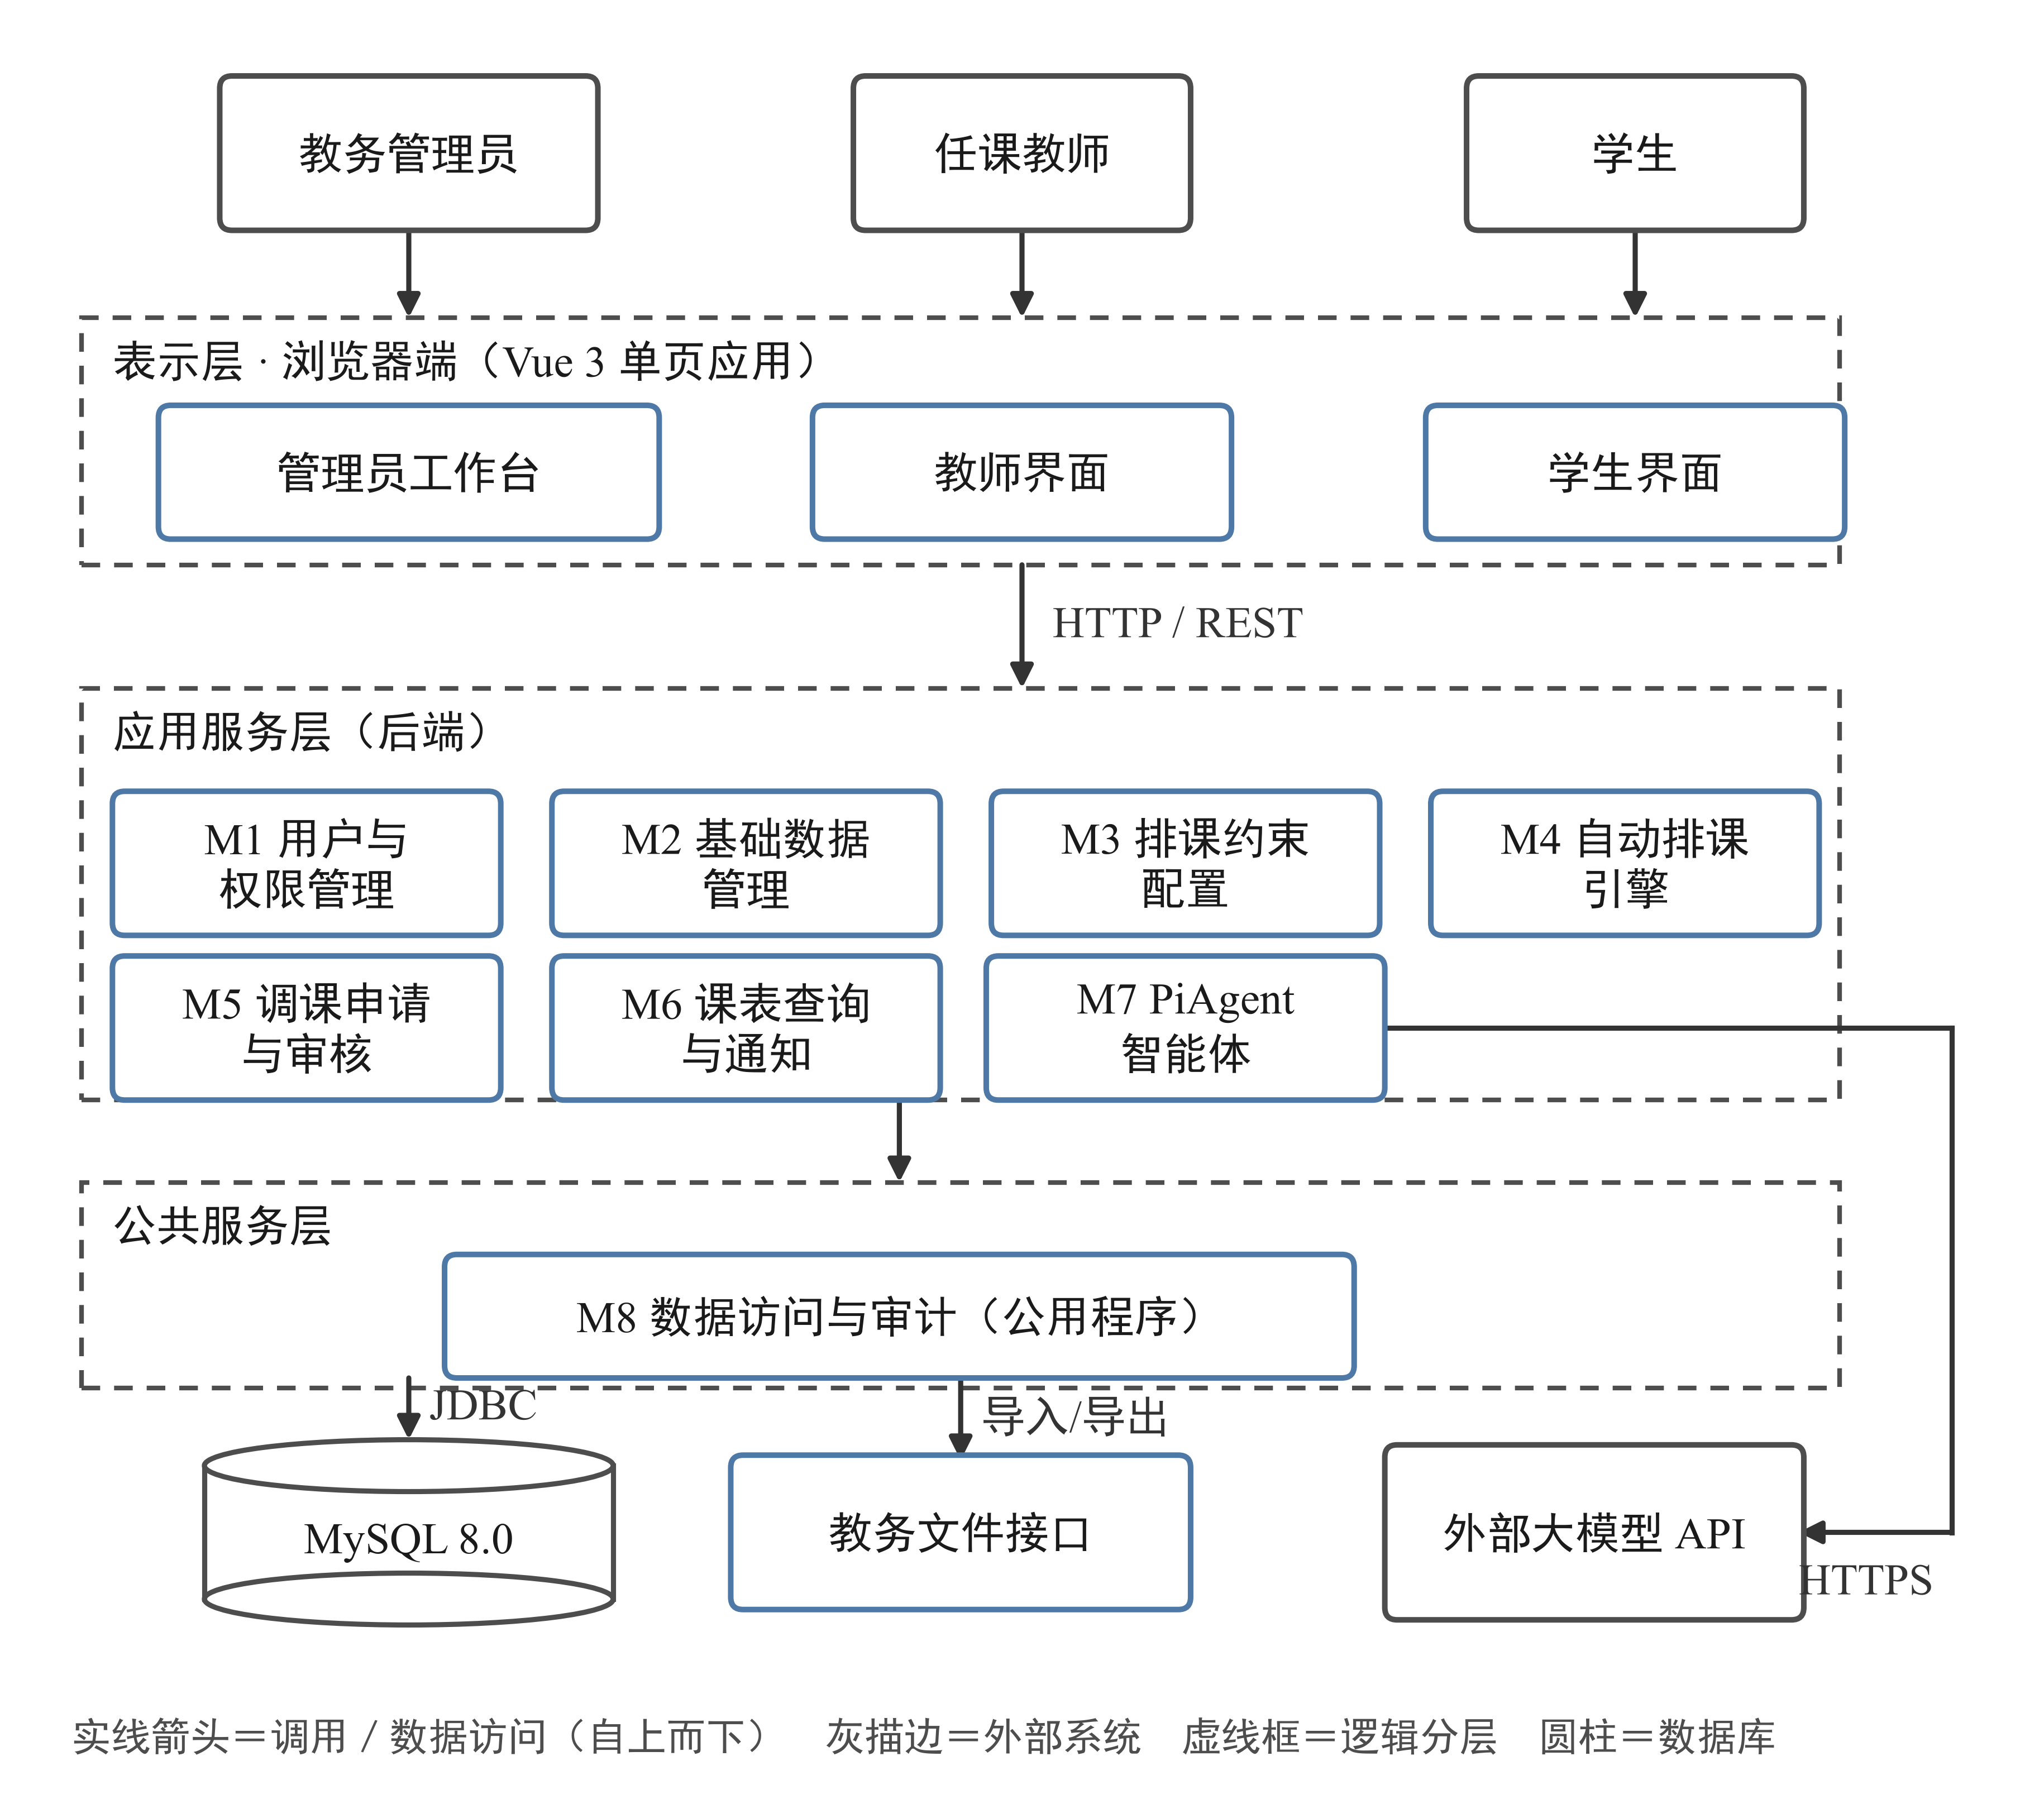 教务管理员
任课教师
学生
表示层 · 浏览器端（Vue 3 单页应用）
管理员工作台
教师界面
学生界面
HTTP / REST
应用服务层（后端）
M1 用户与
权限管理
M2 基础数据
管理
M3 排课约束
配置
M4 自动排课
引擎
M5 调课申请
与审核
M6 课表查询
与通知
M7 PiAgent
智能体
公共服务层
M8 数据访问与审计（公用程序）
JDBC
导入/导出
MySQL 8.0
教务文件接口
外部大模型 API
HTTPS
实线箭头＝调用 / 数据访问（自上而下） 灰描边＝外部系统 虚线框＝逻辑分层 圆柱＝数据库